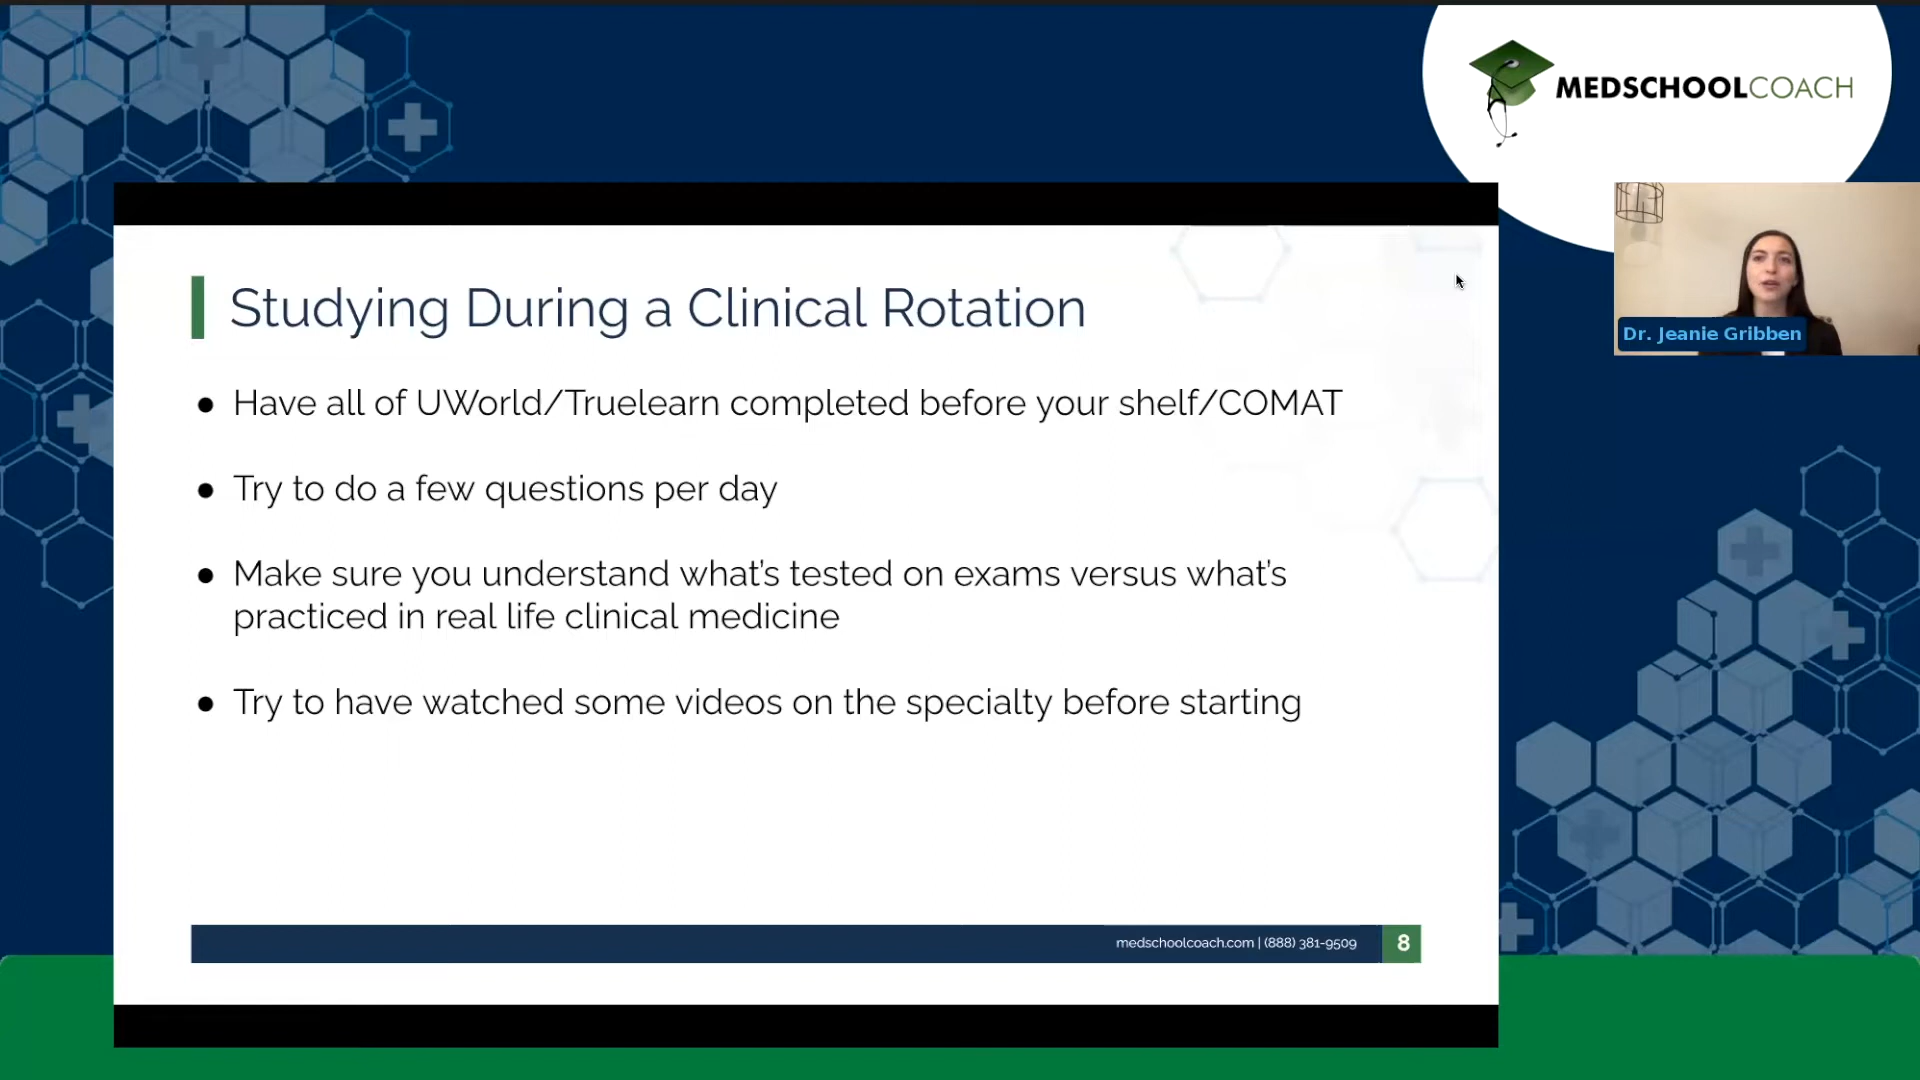 MEDSCHOOLCOACH
Dr. Jeanie Gribben
Studying During a Clinical Rotation
● Have all of UWorld/Truelearn completed before your shelf/COMAT
● Try to do a few questions per day
● Make sure you understand what's tested on exams versus what's
practiced in real life clinical medicine
● Try to have watched some videos on the specialty before starting
medschoolcoach.com | (888) 381-9509
8